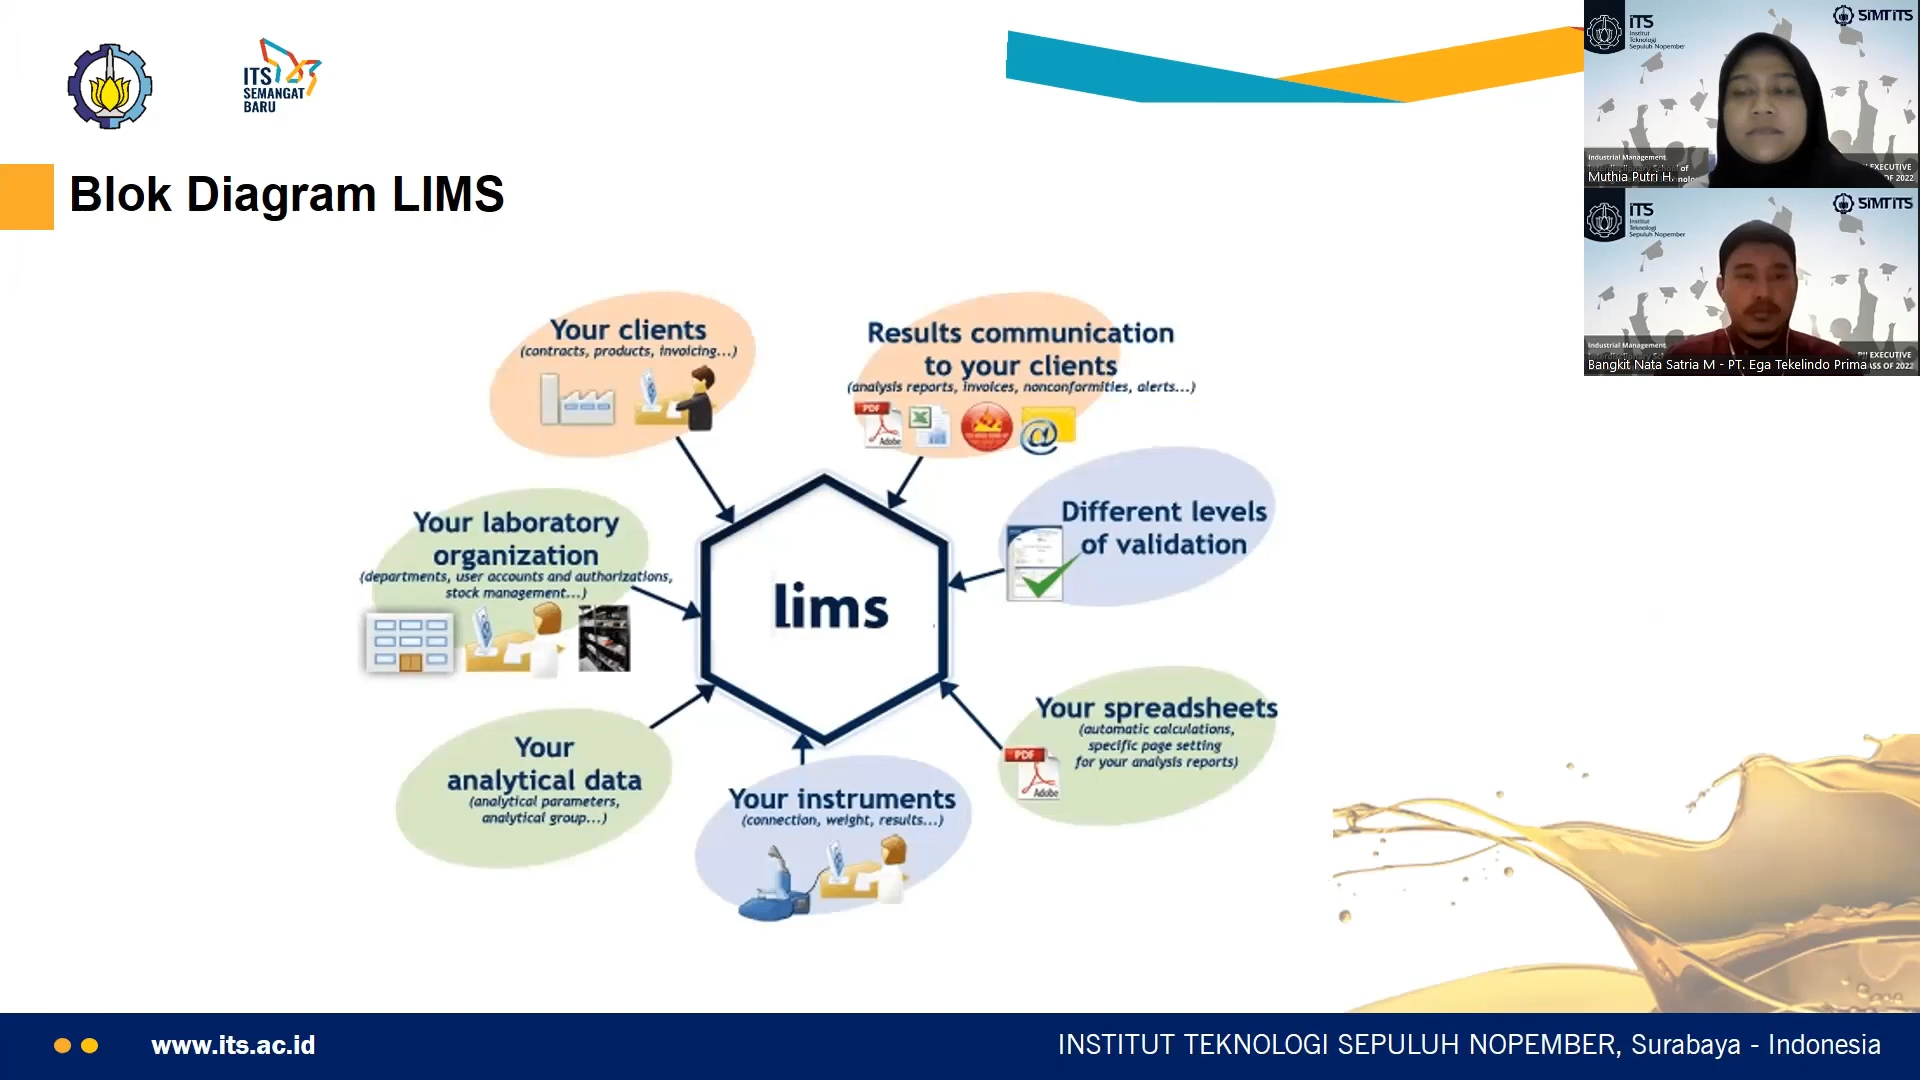 ITS
SEMANGAT
BARU
Blok Diagram LIMS
Your clients
(contracts, products, invoicing...)
Results communication
to your clients
(analysis reports, invoices, nonconformities, alerts...)
PDF
Adobe
Your laboratory
organization
(departments, user accounts and authorizations,
stock management...)
lims
Different levels
of validation
Your
analytical data
(analytical parameters,
analytical group...)
Your instruments
(connection, weight, results...)
Your spreadsheets
(automatic calculations,
specific page setting
for your analysis reports)
PDF
Adobe
ITS
Institut
Teknologi
Sepuluh Nopember
SIMT ITS
Industrial Management
EXECUTIVE
OF 2022
Muthia Putri H.
ITS
Institut
Teknologi
Sepuluh Nopember
SIMT ITS
Industrial Management
EXECUTIVE
Bangkit Nata Satria M - PT. Ega Tekelindo Prima
OF 2022
www.its.ac.id
INSTITUT TEKNOLOGI SEPULUH NOPEMBER, Surabaya - Indonesia